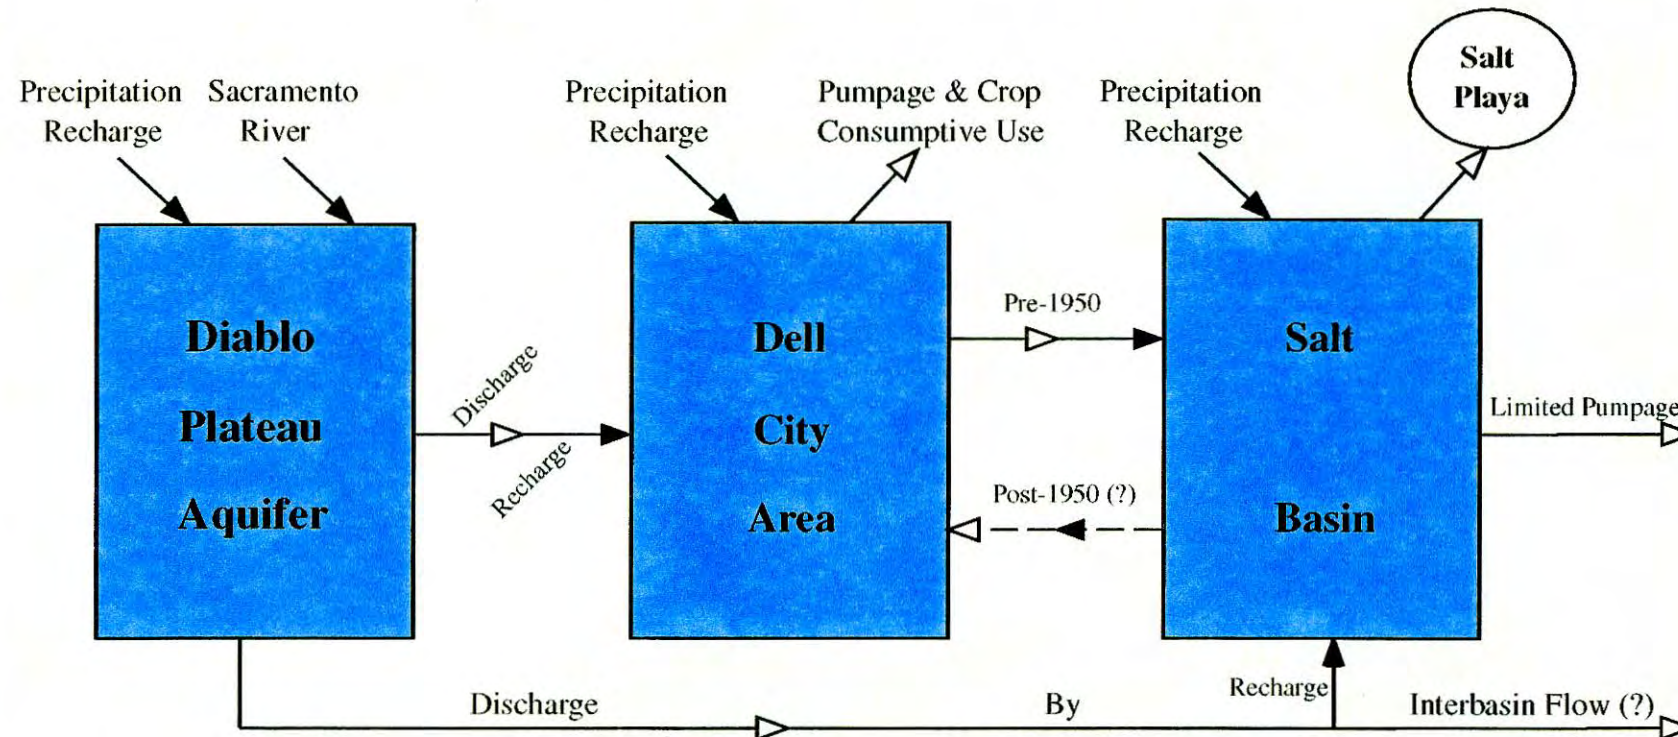 Salt
Playa
Precipitation
Recharge
Sacramento
River
Precipitation
Recharge
Pumpage & Crop
Consumptive Use
Precipitation
Recharge
Diablo
Plateau
Aquifer
Discharge
Recharge
Dell
City
Area
Pre-1950
Post-1950 (?)
Salt
Basin
Limited Pumpage
Discharge
By
Recharge
Interbasin Flow (?)